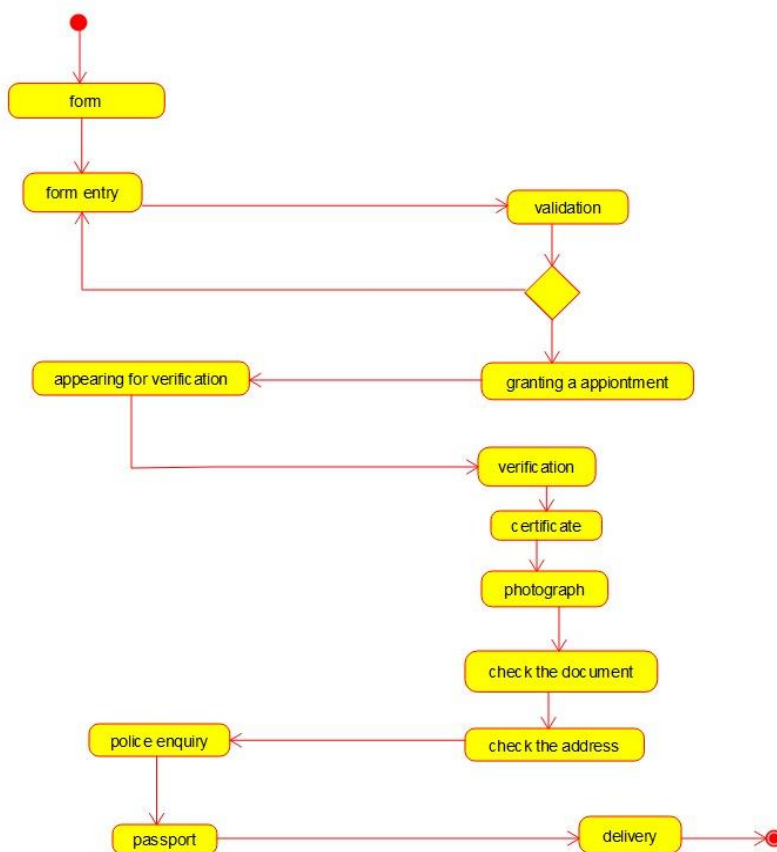 form
form entry
validation
appearing for verification
granting a appiontment
verification
certificate
photograph
check the document
police enquiry
check the address
passport
delivery